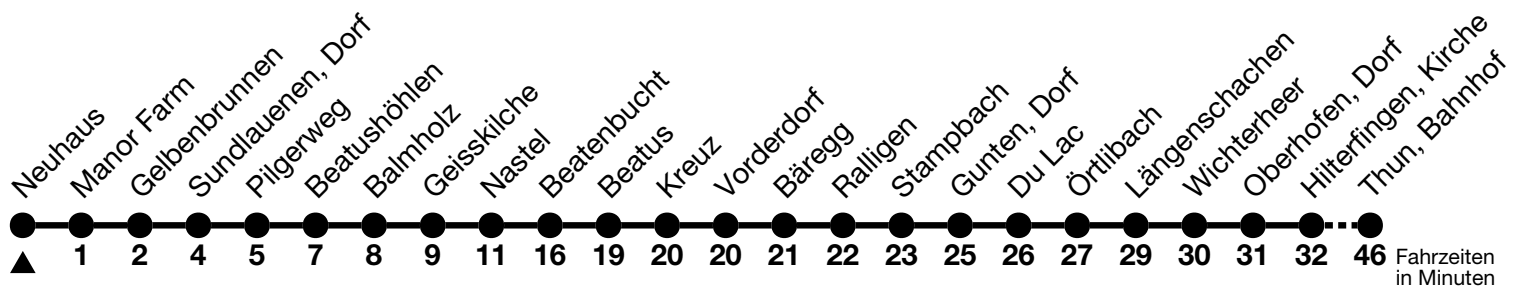 Neuhaus
Manor Farm
Gelbenbrunnen
Sundlauenen, Dorf
Pilgerweg
Beatushöhlen
Balmholz
Geisskilche
Nastel
Beatenbucht
Beatus
Kreuz
Vorderdorf
Bäregg
Ralligen
Stampbach
Gunten, Dorf
Du Lac
Örtlibach
Längenschachen
Wichterheer
Oberhofen, Dorf
Hilterfingen, Kirche
Thun, Bahnhof
1 2 4 5 7 8 9 11 16 19 20 20 21 22 23 25 26 27 29 30 31 32 46
Fahrzeiten
in Minuten